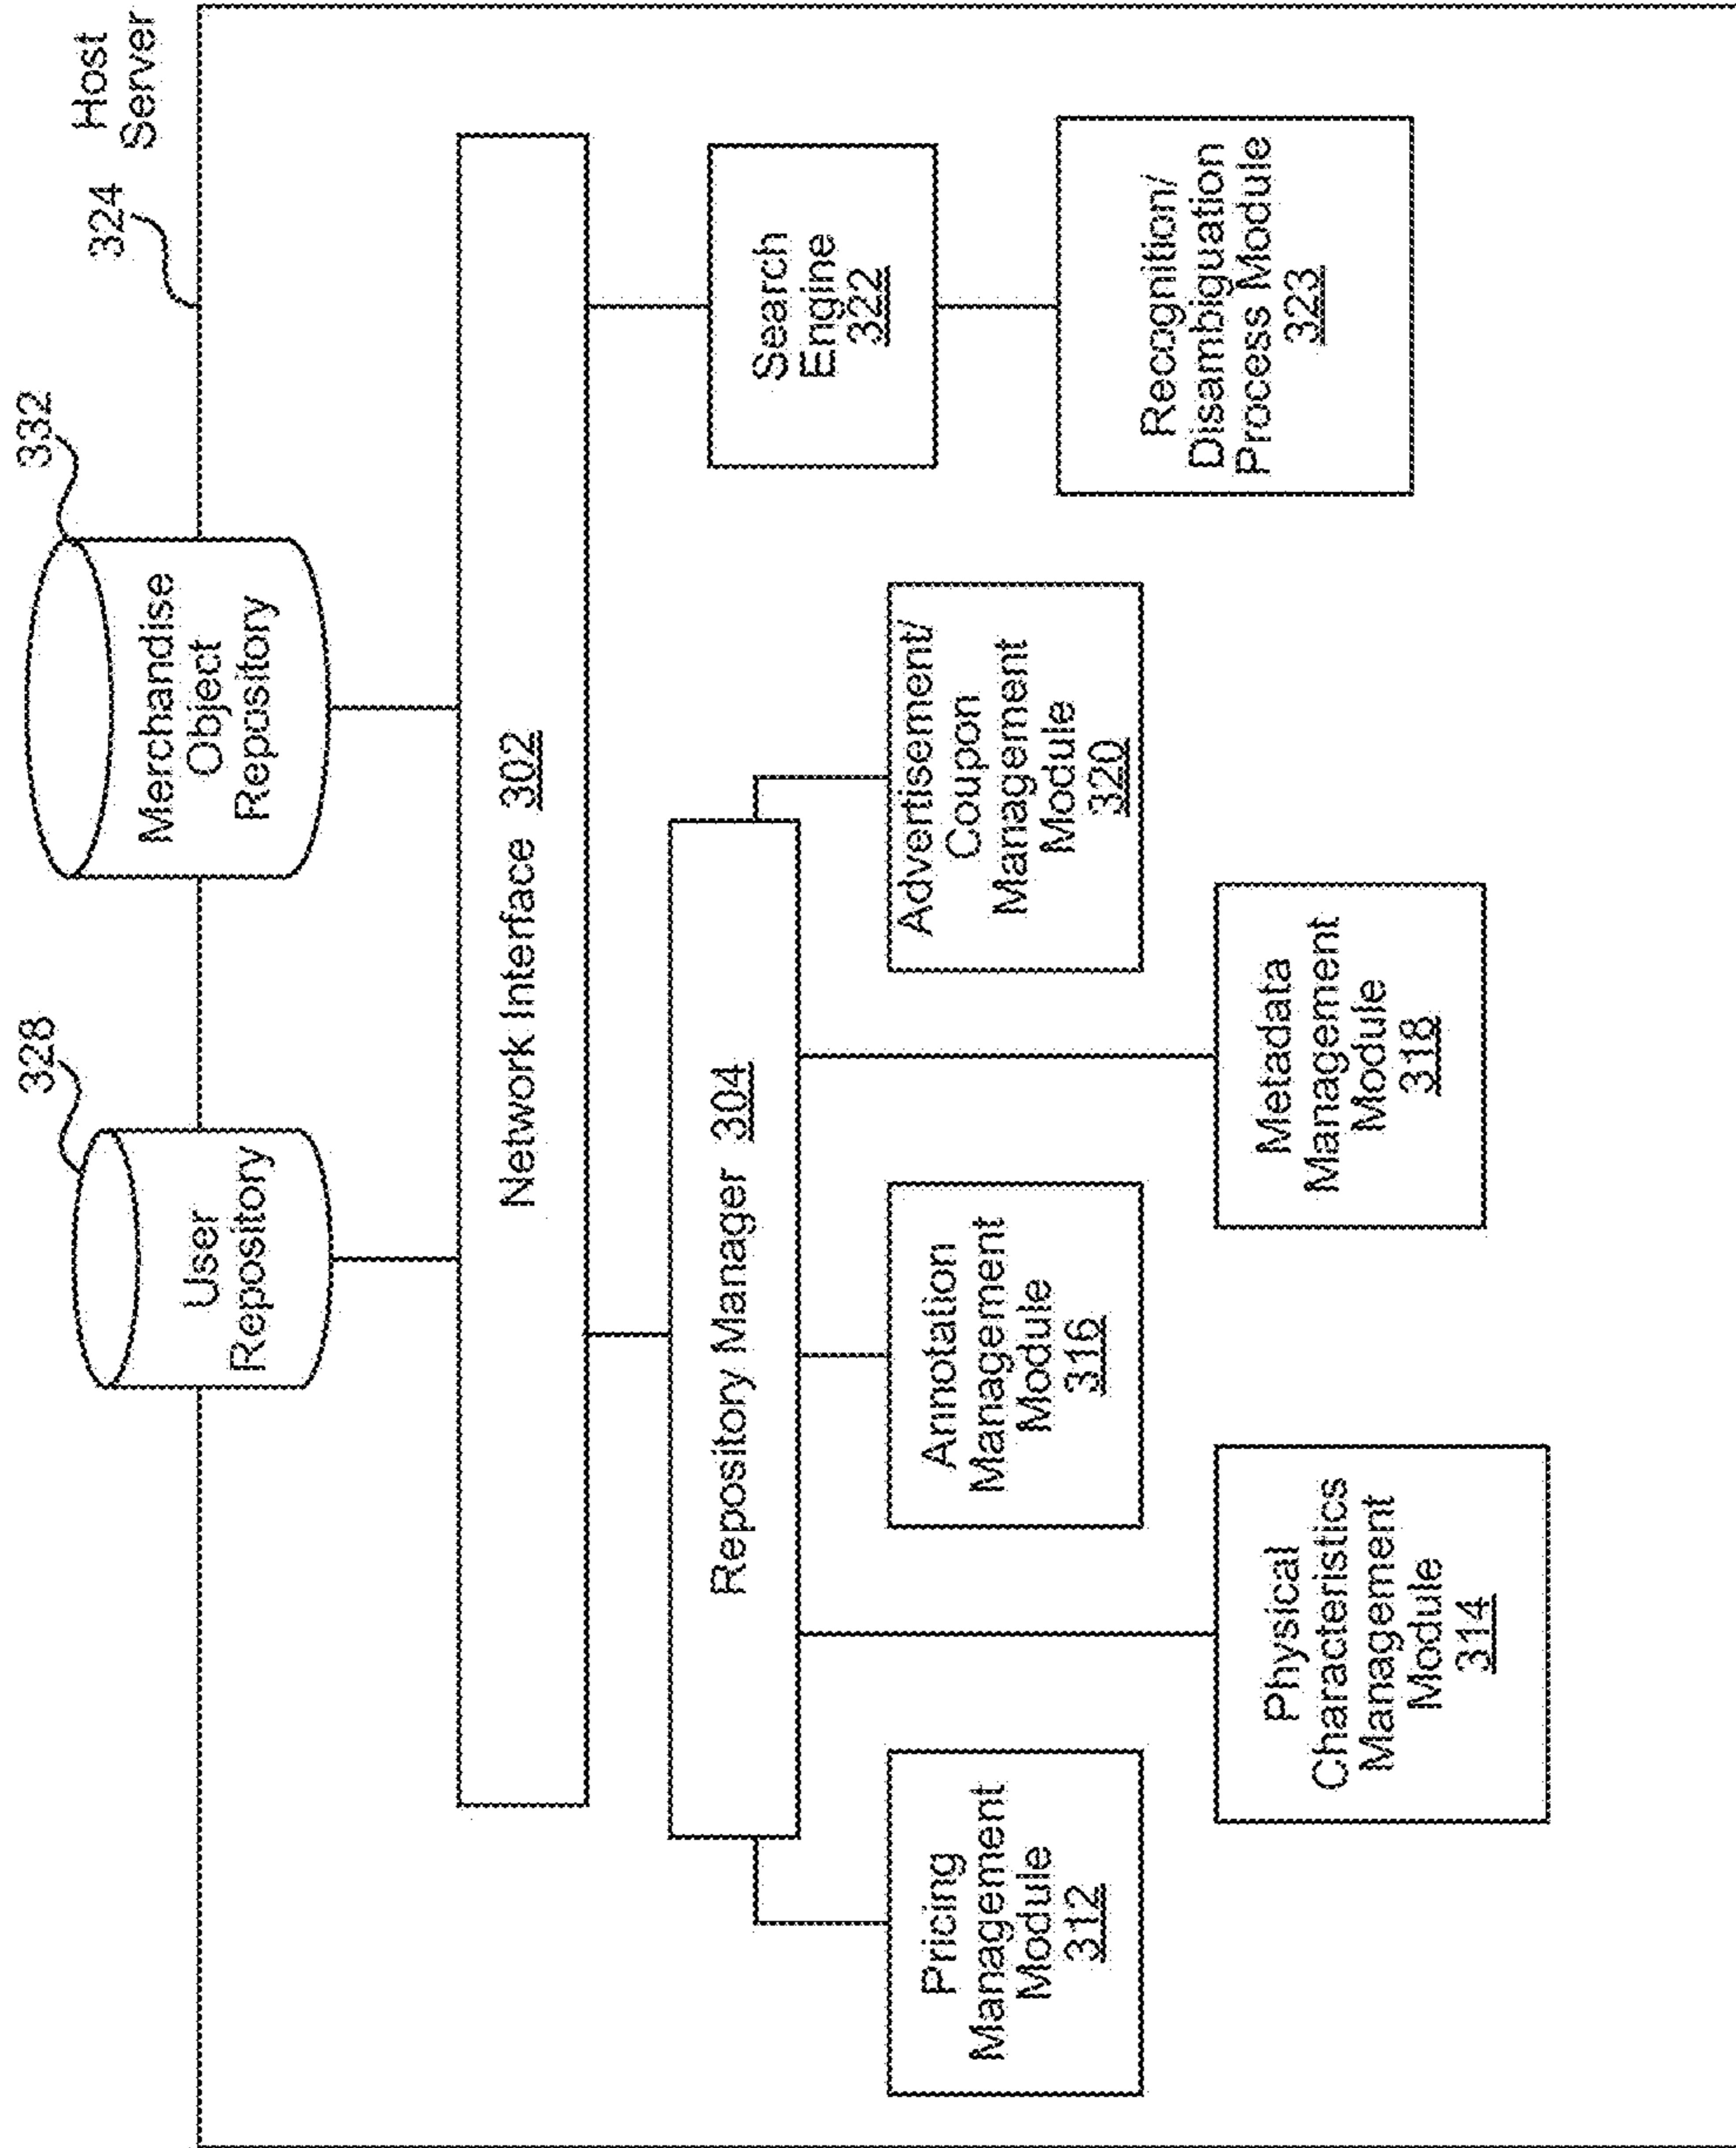 328
332
324
Host
Server
User
Repository
Merchandise
Object
Repository
Network Interface 302
Repository Manager 304
Search
Engine
322
Pricing
Management
Module
312
Annotation
Management
Module
316
Advertisement/
Coupon
Management
Module
320
Recognition/
Disambiguation
Process Module
323
Physical
Characteristics
Management
Module
314
Metadata
Management
Module
318